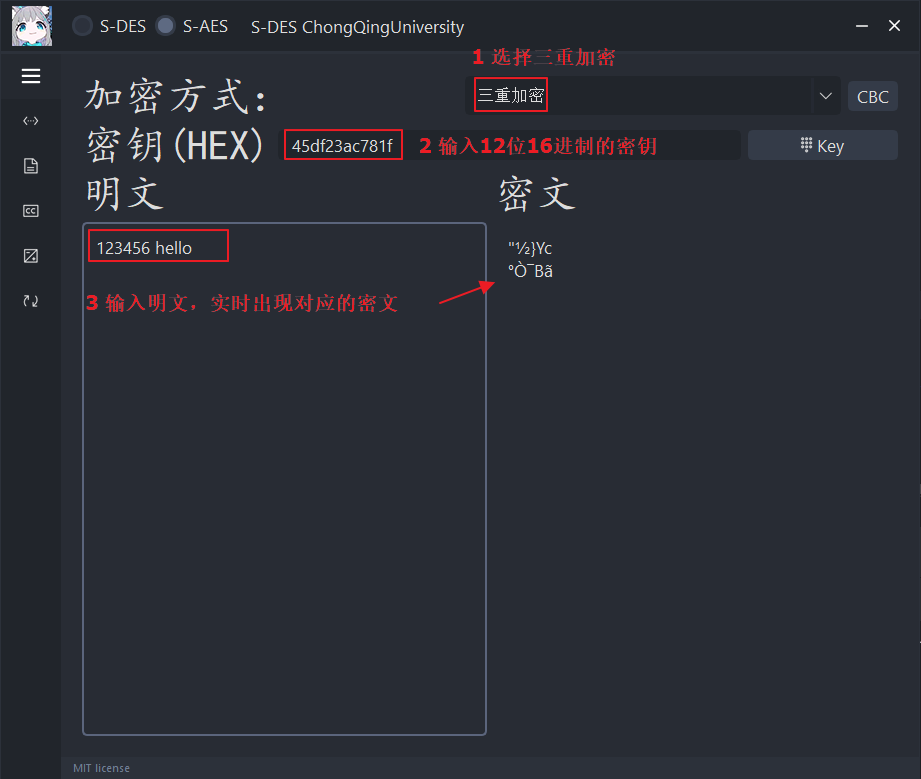 S-DES S-AES S-DES ChongQingUniversity
1 选择三重加密
加密方式: 三重加密 CBC
密钥(HEX) 45df23ac781f 2 输入12位16进制的密钥 Key
明文 密文
123456 hello
"½}Yc
°Ò¯Bã
3 输入明文，实时出现对应的密文
MIT license